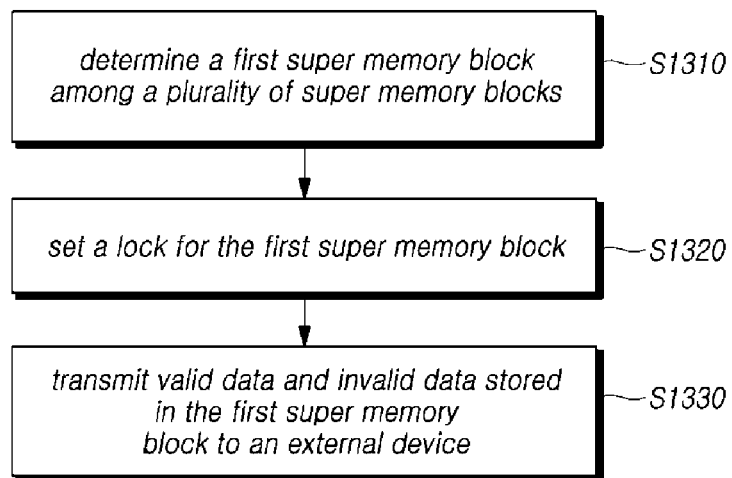 determine a first super memory block
among a plurality of super memory blocks
S1310
set a lock for the first super memory block
S1320
transmit valid data and invalid data stored
in the first super memory
block to an external device
S1330